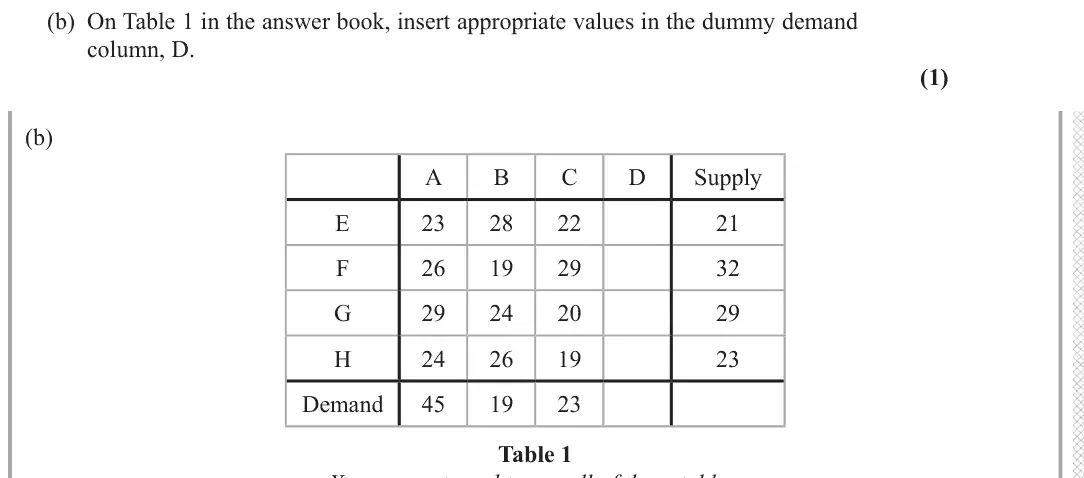 (b) On Table 1 in the answer book, insert appropriate values in the dummy demand
column, D.
(1)
(b)
A B C D Supply
E 23 28 22 21
F 26 19 29 32
G 29 24 20 29
H 24 26 19 23
Demand 45 19 23
Table 1